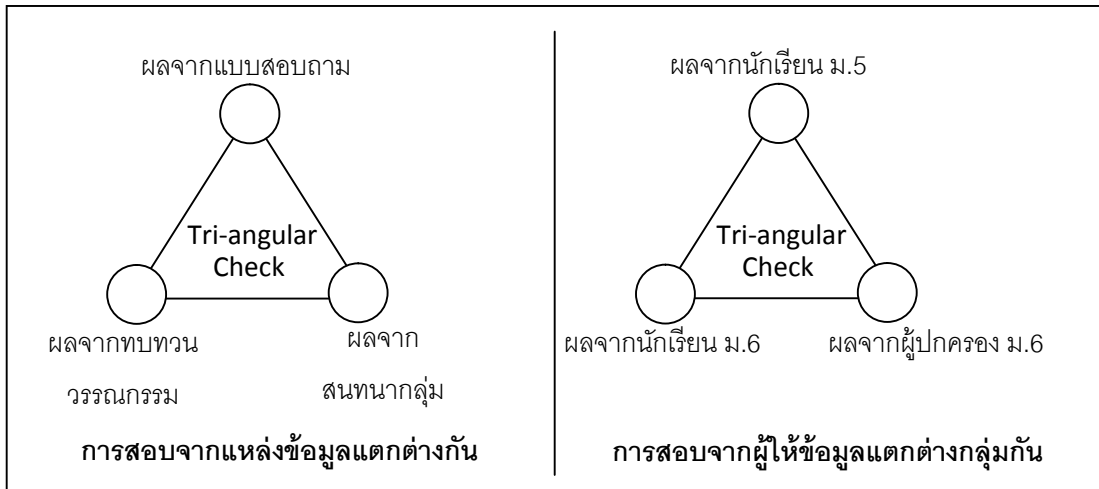 ผลจากแบบสอบถาม
Tri-angular
Check
ผลจากทบทวน
วรรณกรรม
ผลจาก
สนทนากลุ่ม
การสอบจากแหล่งข้อมูลแตกต่างกัน
ผลจากนักเรียน ม.5
Tri-angular
Check
ผลจากนักเรียน ม.6
ผลจากผู้ปกครอง ม.6
การสอบจากผู้ให้ข้อมูลแตกต่างกลุ่มกัน